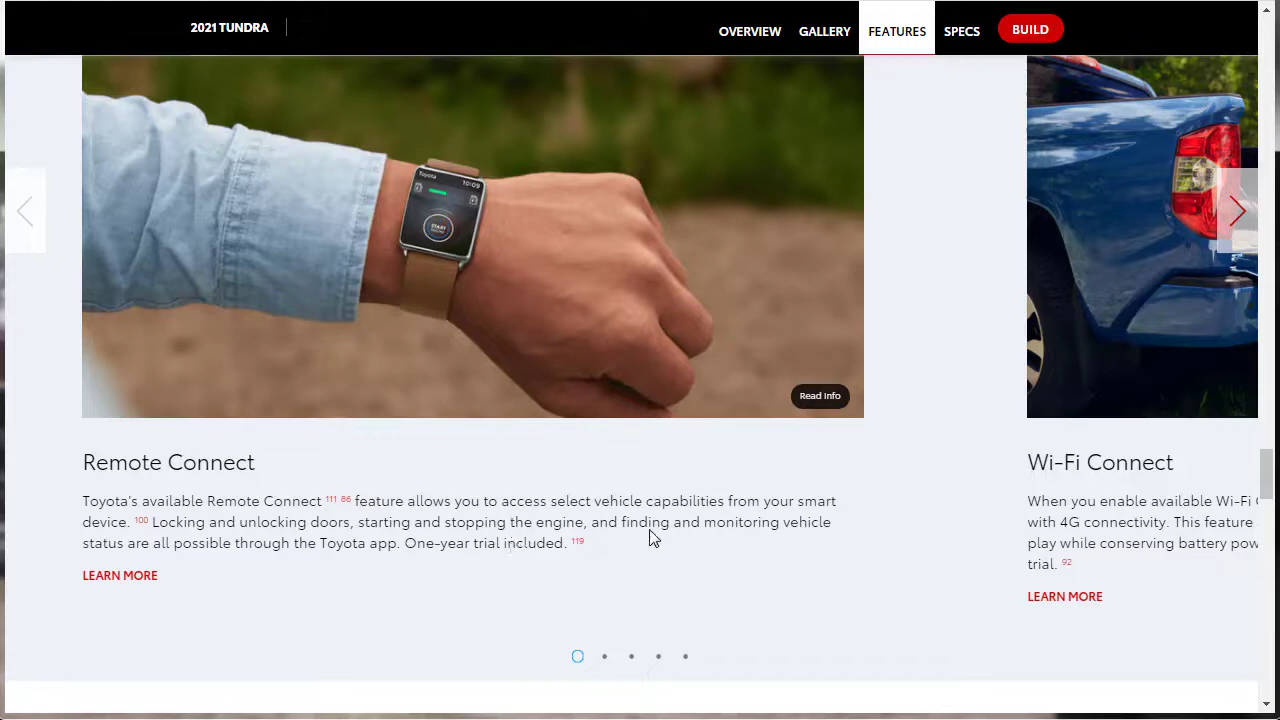 2021 TUNDRA
OVERVIEW
GALLERY
FEATURES
SPECS
BUILD
Toyota
10:09
START
Read info
Remote Connect
Toyota's available Remote Connect 111 86 feature allows you to access select vehicle capabilities from your smart
device. 100 Locking and unlocking doors, starting and stopping the engine, and finding and monitoring vehicle
status are all possible through the Toyota app. One-year trial included. 119
LEARN MORE
Wi-Fi Connect
When you enable available Wi-Fi
with 4G connectivity. This feature
play while conserving battery pow
trial. 92
LEARN MORE